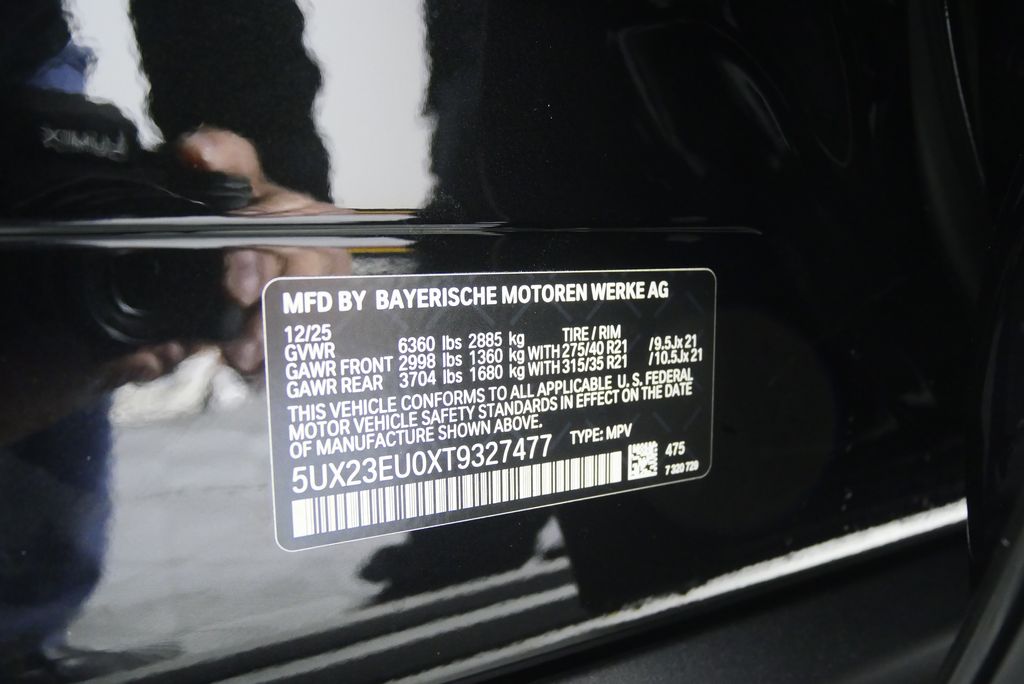 LUMIX
MFD BY BAYERISCHE MOTOREN WERKE AG
12/25 TIRE / RIM
GVWR 6360 lbs 2885 kg
GAWR FRONT 2998 lbs 1360 kg WITH 275/40 R21 /9.5Jx21
GAWR REAR 3704 lbs 1680 kg WITH 315/35 R21 /10.5Jx21
THIS VEHICLE CONFORMS TO ALL APPLICABLE U.S. FEDERAL
MOTOR VEHICLE SAFETY STANDARDS IN EFFECT ON THE DATE
OF MANUFACTURE SHOWN ABOVE.
TYPE: MPV
5UX23EU0XT9327477
475
7 320 729